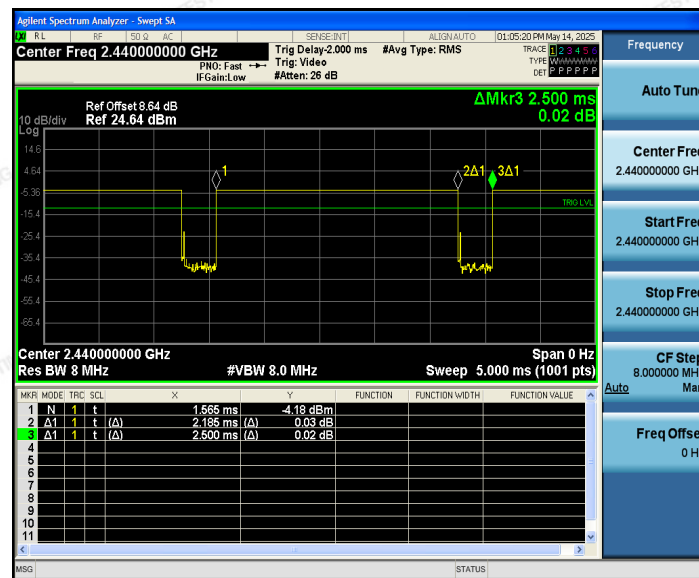 Agilent Spectrum Analyzer - Swept SA
LXI RL RF 50 Ω AC SENSE:INT ALIGNAUTO 01:05:20 PM May 14, 2025
Center Freq 2.440000000 GHz
Trig Delay-2.000 ms #Avg Type: RMS
TRACE 1 2 3 4 5 6
PNO: Fast Trig: Video
TYPE WWWWWW
IFGain:Low #Atten: 26 dB
DET P P P P P P
Frequency
Auto Tune
ΔMkr3 2.500 ms
0.02 dB
Ref Offset 8.64 dB
10 dB/div Ref 24.64 dBm
Log
14.6
4.64
-5.36
-15.4
-25.4
-35.4
-45.4
-55.4
-65.4
1
2Δ1
3Δ1
TRIG LVL
Center 2.440000000 GHz Span 0 Hz
Res BW 8 MHz #VBW 8.0 MHz Sweep 5.000 ms (1001 pts)
MKR MODE TRC SCL X Y FUNCTION FUNCTION WIDTH FUNCTION VALUE
1 N 1 t 1.565 ms -4.18 dBm
2 Δ1 1 t (Δ) 2.185 ms (Δ) 0.03 dB
3 Δ1 1 t (Δ) 2.500 ms (Δ) 0.02 dB
4
5
6
7
8
9
10
11
Center Fre
2.440000000 GH
Start Fre
2.440000000 GH
Stop Fre
2.440000000 GH
CF Step
8.000000 MH
Auto Ma
Freq Offse
0 H
MSG STATUS